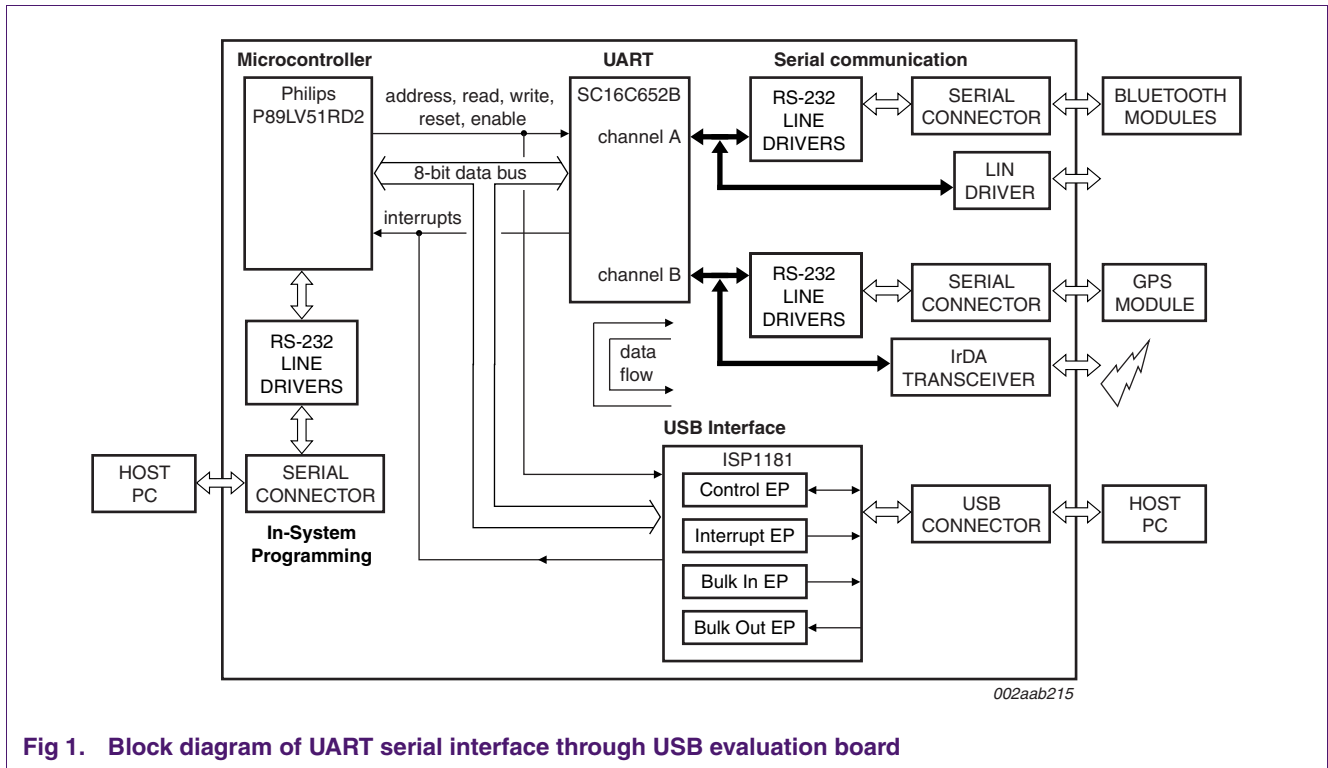 Microcontroller
UART
Serial communication
Philips
P89LV51RD2
address, read, write,
reset, enable
8-bit data bus
interrupts
SC16C652B
channel A
channel B
RS-232
LINE
DRIVERS
SERIAL
CONNECTOR
BLUETOOTH
MODULES
LIN
DRIVER
RS-232
LINE
DRIVERS
SERIAL
CONNECTOR
GPS
MODULE
data
flow
IrDA
TRANSCEIVER
RS-232
LINE
DRIVERS
HOST
PC
SERIAL
CONNECTOR
In-System
Programming
USB Interface
ISP1181
Control EP
Interrupt EP
Bulk In EP
Bulk Out EP
USB
CONNECTOR
HOST
PC
002aab215
Fig 1. Block diagram of UART serial interface through USB evaluation board